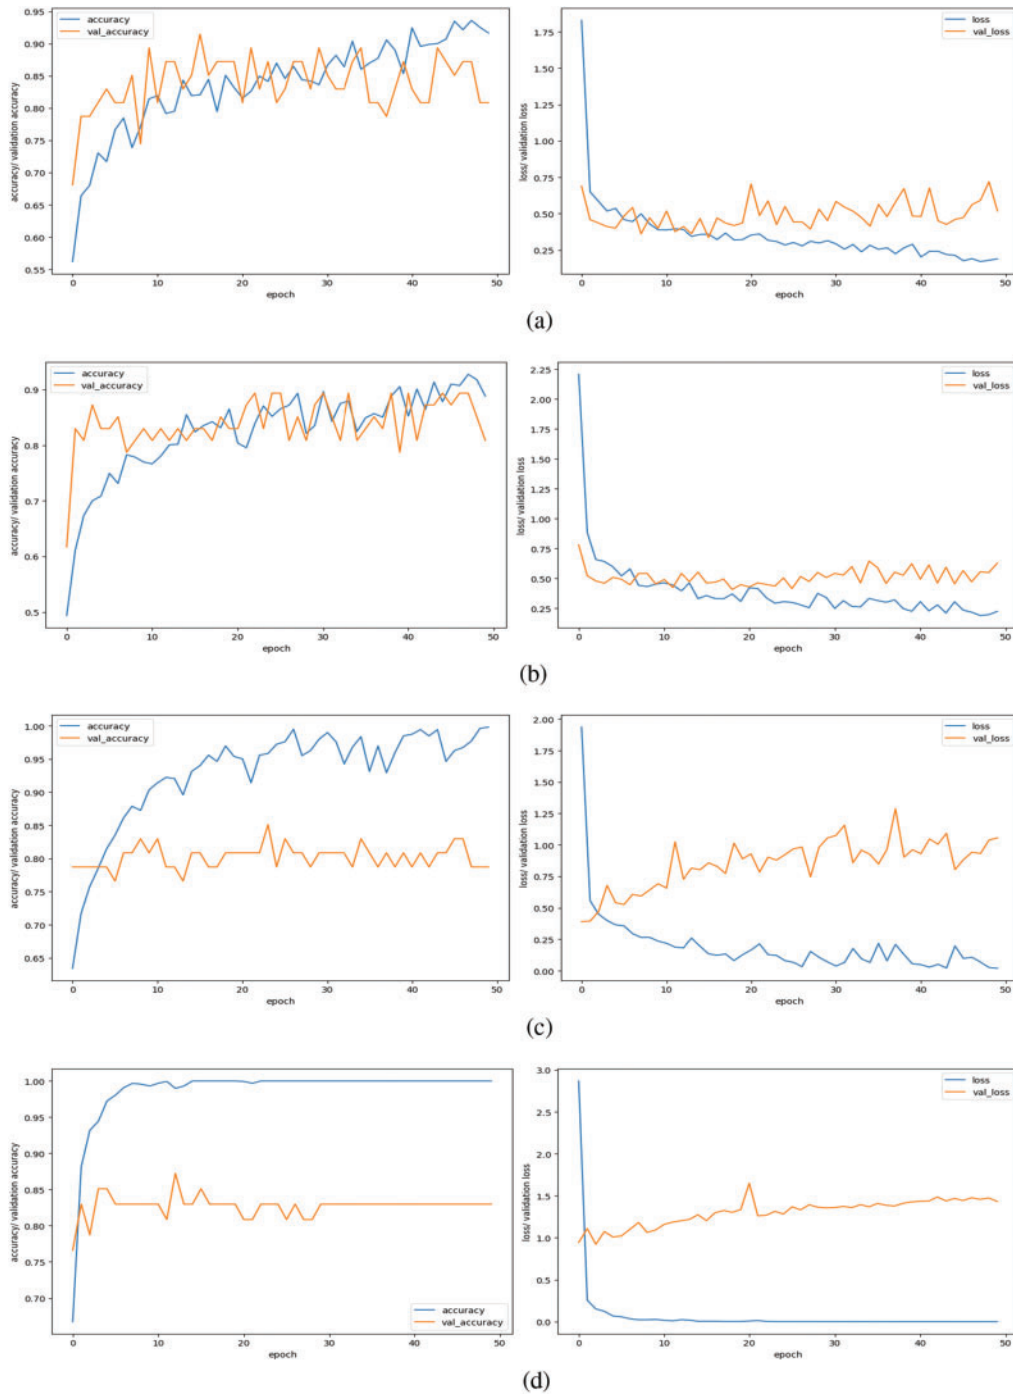 0.95
0.90
0.85
0.80
0.75
0.70
0.65
0.60
0.55
accuracy/ validation accuracy
accuracy
val_accuracy
0 10 20 30 40 50
epoch
1.75
1.50
1.25
1.00
0.75
0.50
0.25
loss/ validation loss
loss
val_loss
0 10 20 30 40 50
epoch
(a)
0.9
0.8
0.7
0.6
0.5
accuracy/ validation accuracy
accuracy
val_accuracy
0 10 20 30 40 50
epoch
2.25
2.00
1.75
1.50
1.25
1.00
0.75
0.50
0.25
loss/ validation loss
loss
val_loss
0 10 20 30 40 50
epoch
(b)
1.00
0.95
0.90
0.85
0.80
0.75
0.70
0.65
accuracy/ validation accuracy
accuracy
val_accuracy
0 10 20 30 40 50
epoch
2.00
1.75
1.50
1.25
1.00
0.75
0.50
0.25
0.00
loss/ validation loss
loss
val_loss
0 10 20 30 40 50
epoch
(c)
1.00
0.95
0.90
0.85
0.80
0.75
0.70
accuracy/ validation accuracy
accuracy
val_accuracy
0 10 20 30 40 50
epoch
3.0
2.5
2.0
1.5
1.0
0.5
0.0
loss/ validation loss
loss
val_loss
0 10 20 30 40 50
epoch
(d)